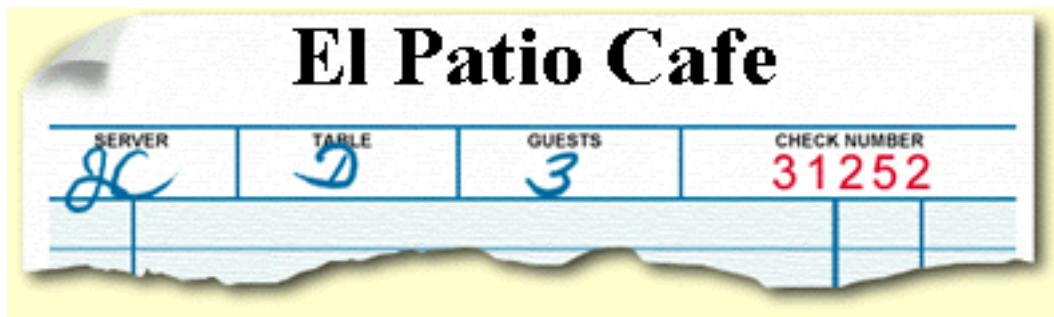 El Patio Cafe
SERVER TABLE GUESTS CHECK NUMBER
JC D 3 31252